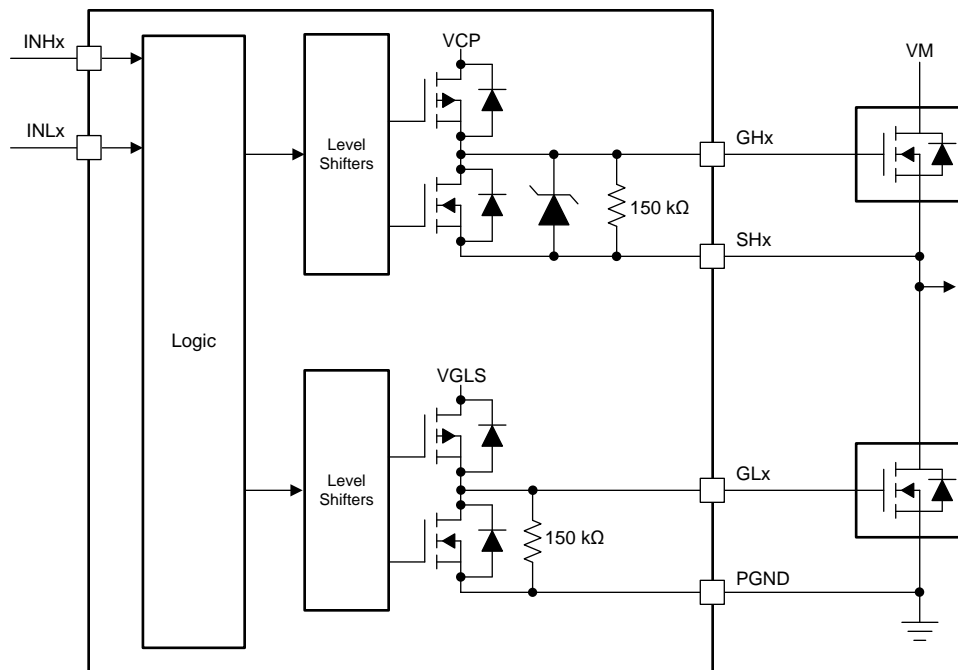 INHx
INLx
Logic
Level
Shifters
VCP
GHx
150 kΩ
SHx
VM
Level
Shifters
VGLS
GLx
150 kΩ
PGND